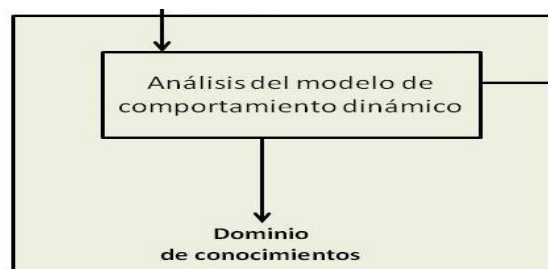 Análisis del modelo de
comportamiento dinámico
Dominio
de conocimientos